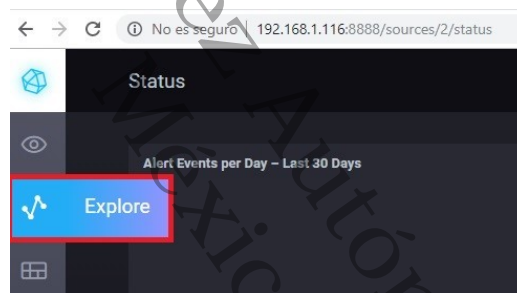 No es seguro | 192.168.1.116:8888/sources/2/status
Status
Alert Events per Day – Last 30 Days
Explore
Méxic